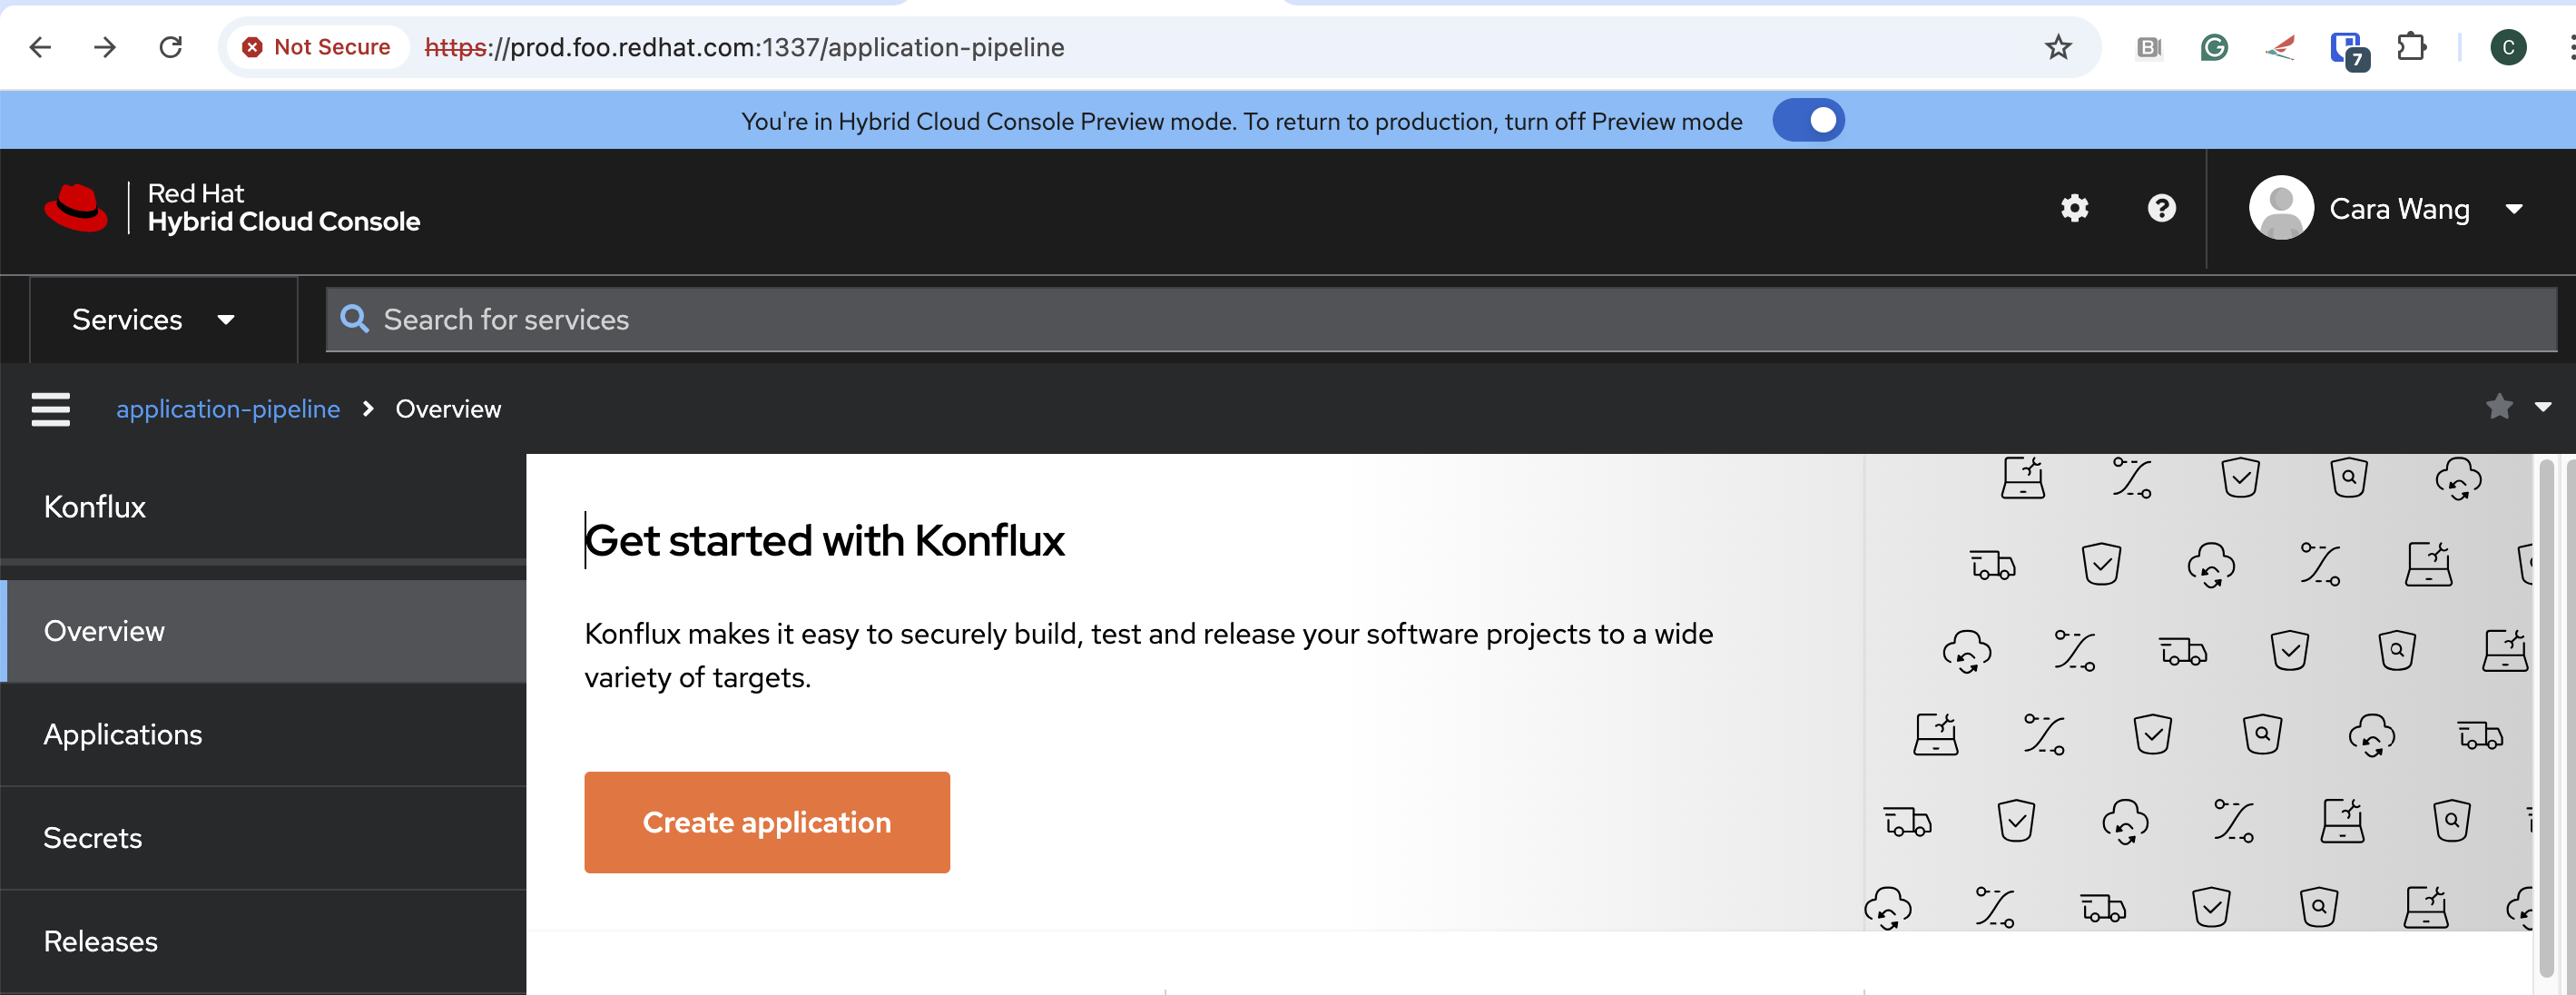 Not Secure https://prod.foo.redhat.com:1337/application-pipeline
B
G
7
C
You're in Hybrid Cloud Console Preview mode. To return to production, turn off Preview mode
Red Hat
Hybrid Cloud Console
?
Cara Wang
Services
Search for services
application-pipeline > Overview
Konflux
Overview
Applications
Secrets
Releases
Get started with Konflux
Konflux makes it easy to securely build, test and release your software projects to a wide
variety of targets.
Create application